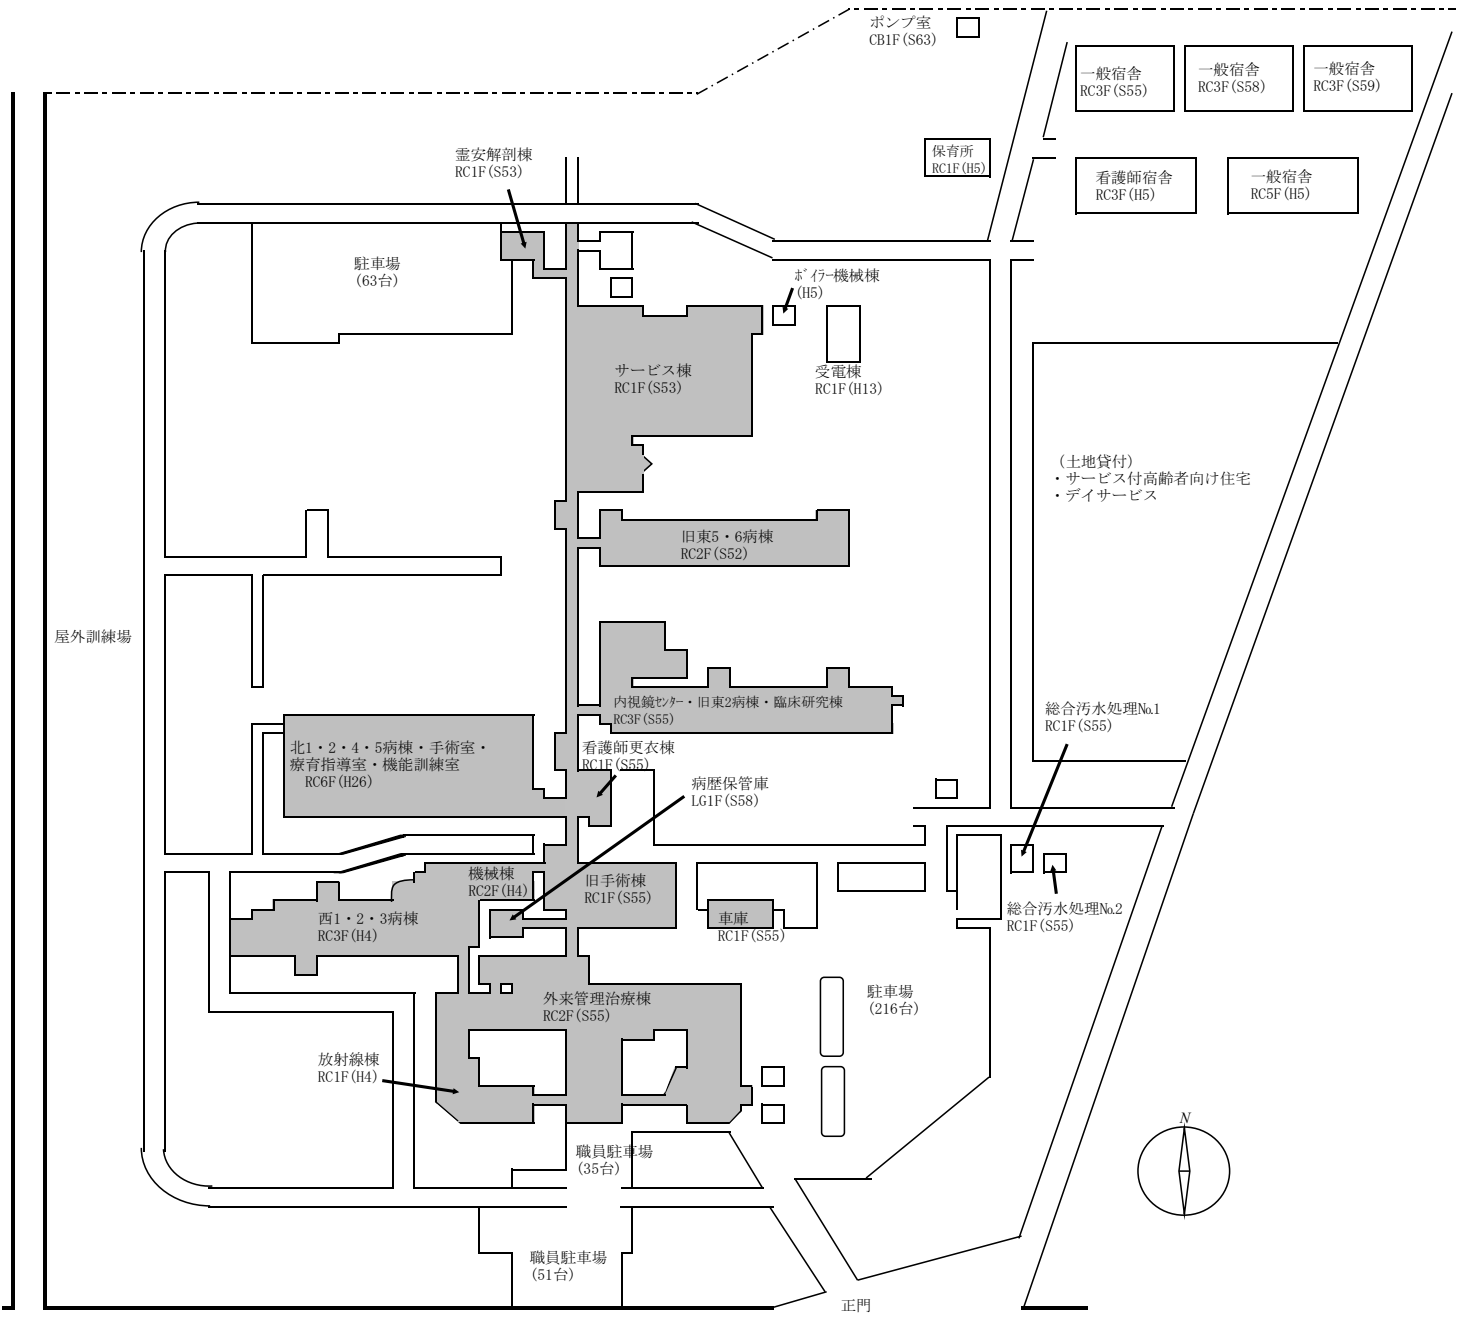 ポンプ室
CB1F(S63)
一般宿舎
RC3F(S55)
一般宿舎
RC3F(S58)
一般宿舎
RC3F(S59)
保育所
RC1F(H5)
霊安解剖棟
RC1F(S53)
看護師宿舎
RC3F(H5)
一般宿舎
RC5F(H5)
駐車場
(63台)
ﾎﾞｲﾗｰ機械棟
(H5)
サービス棟
RC1F(S53)
受電棟
RC1F(H13)
（土地貸付）
・サービス付高齢者向け住宅
・デイサービス
旧東5・6病棟
RC2F(S52)
屋外訓練場
内視鏡ｾﾝﾀｰ・旧東2病棟・臨床研究棟
RC3F(S55)
総合汚水処理№1
RC1F(S55)
北1・2・4・5病棟・手術室・
療育指導室・機能訓練室
RC6F(H26)
看護師更衣棟
RC1F(S55)
病歴保管庫
LG1F(S58)
機械棟
RC2F(H4)
旧手術棟
RC1F(S55)
西1・2・3病棟
RC3F(H4)
車庫
RC1F(S55)
総合汚水処理№2
RC1F(S55)
外来管理治療棟
RC2F(S55)
駐車場
(216台)
放射線棟
RC1F(H4)
職員駐車場
(35台)
N
職員駐車場
(51台)
正門